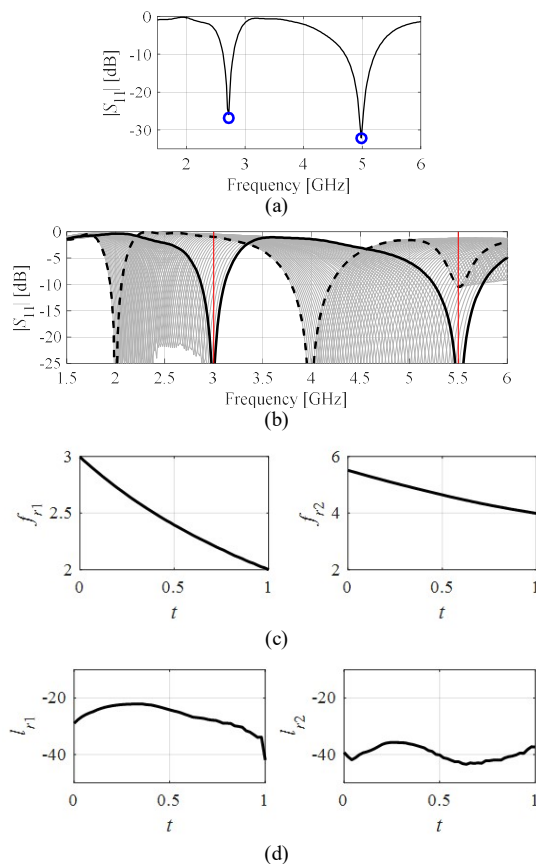 0
-10
-20
-30
|S11| [dB]
2 3 4 5 6
Frequency [GHz]
(a)
0
-5
-10
-15
-20
-25
|S11| [dB]
1.5 2 2.5 3 3.5 4 4.5 5 5.5 6
Frequency [GHz]
(b)
3
2.5
2
fr1
0 0.5 1
t
6
4
2
fr2
0 0.5 1
t
(c)
-20
-40
lr1
0 0.5 1
t
-20
-40
lr2
0 0.5 1
t
(d)